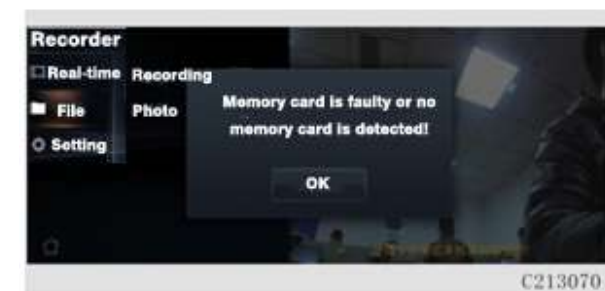 Recorder
Real-time Recording
File Photo
Setting
Memory card is faulty or no
memory card is detected!
OK
C213070